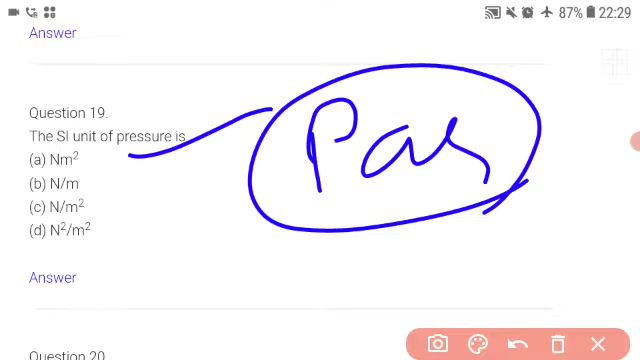 87% 22:29
Answer
Question 19.
The SI unit of pressure is
Pas
(a) Nm²
(b) N/m
(c) N/m²
(d) N²/m²
Answer
Question 20